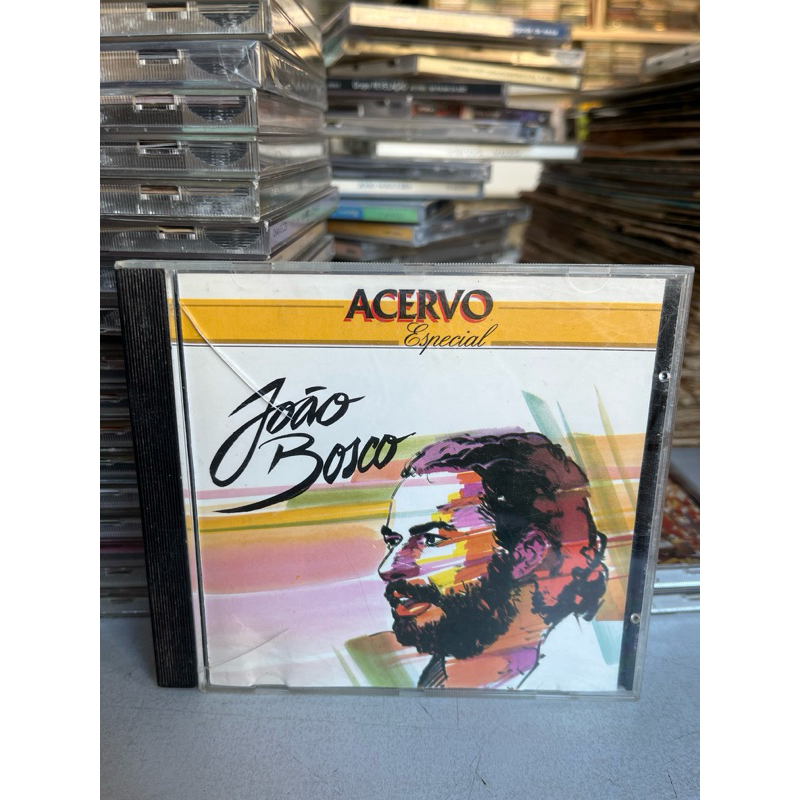 ACERVO
Especial
João
Bosco